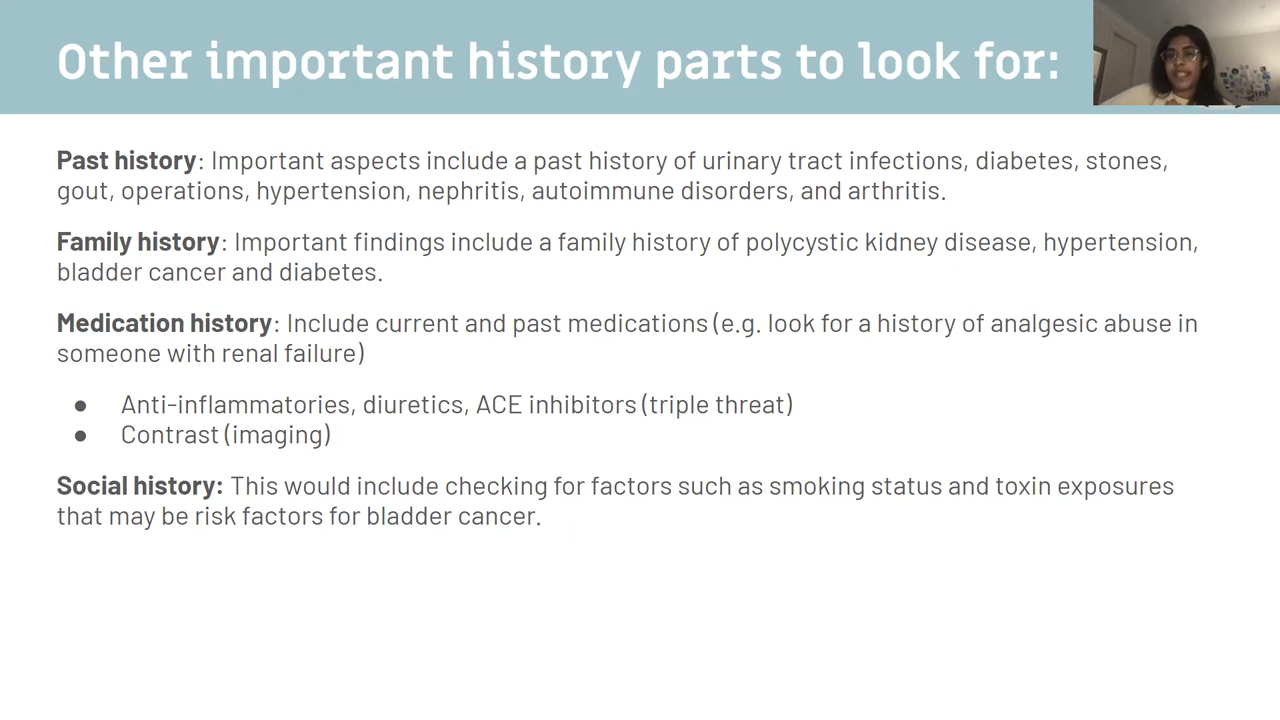 Other important history parts to look for:
Past history: Important aspects include a past history of urinary tract infections, diabetes, stones,
gout, operations, hypertension, nephritis, autoimmune disorders, and arthritis.
Family history: Important findings include a family history of polycystic kidney disease, hypertension,
bladder cancer and diabetes.
Medication history: Include current and past medications (e.g. look for a history of analgesic abuse in
someone with renal failure)
● Anti-inflammatories, diuretics, ACE inhibitors (triple threat)
● Contrast (imaging)
Social history: This would include checking for factors such as smoking status and toxin exposures
that may be risk factors for bladder cancer.